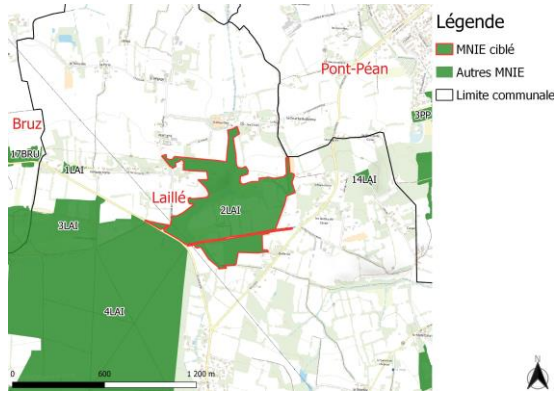 Légende
MNIE ciblé
Autres MNIE
Limite communale
Pont-Péan
Bruz
3PP
17BRU
1LAI
14LAI
Laillé
2LAI
3LAI
4LAI
0 600 1 200 m
N